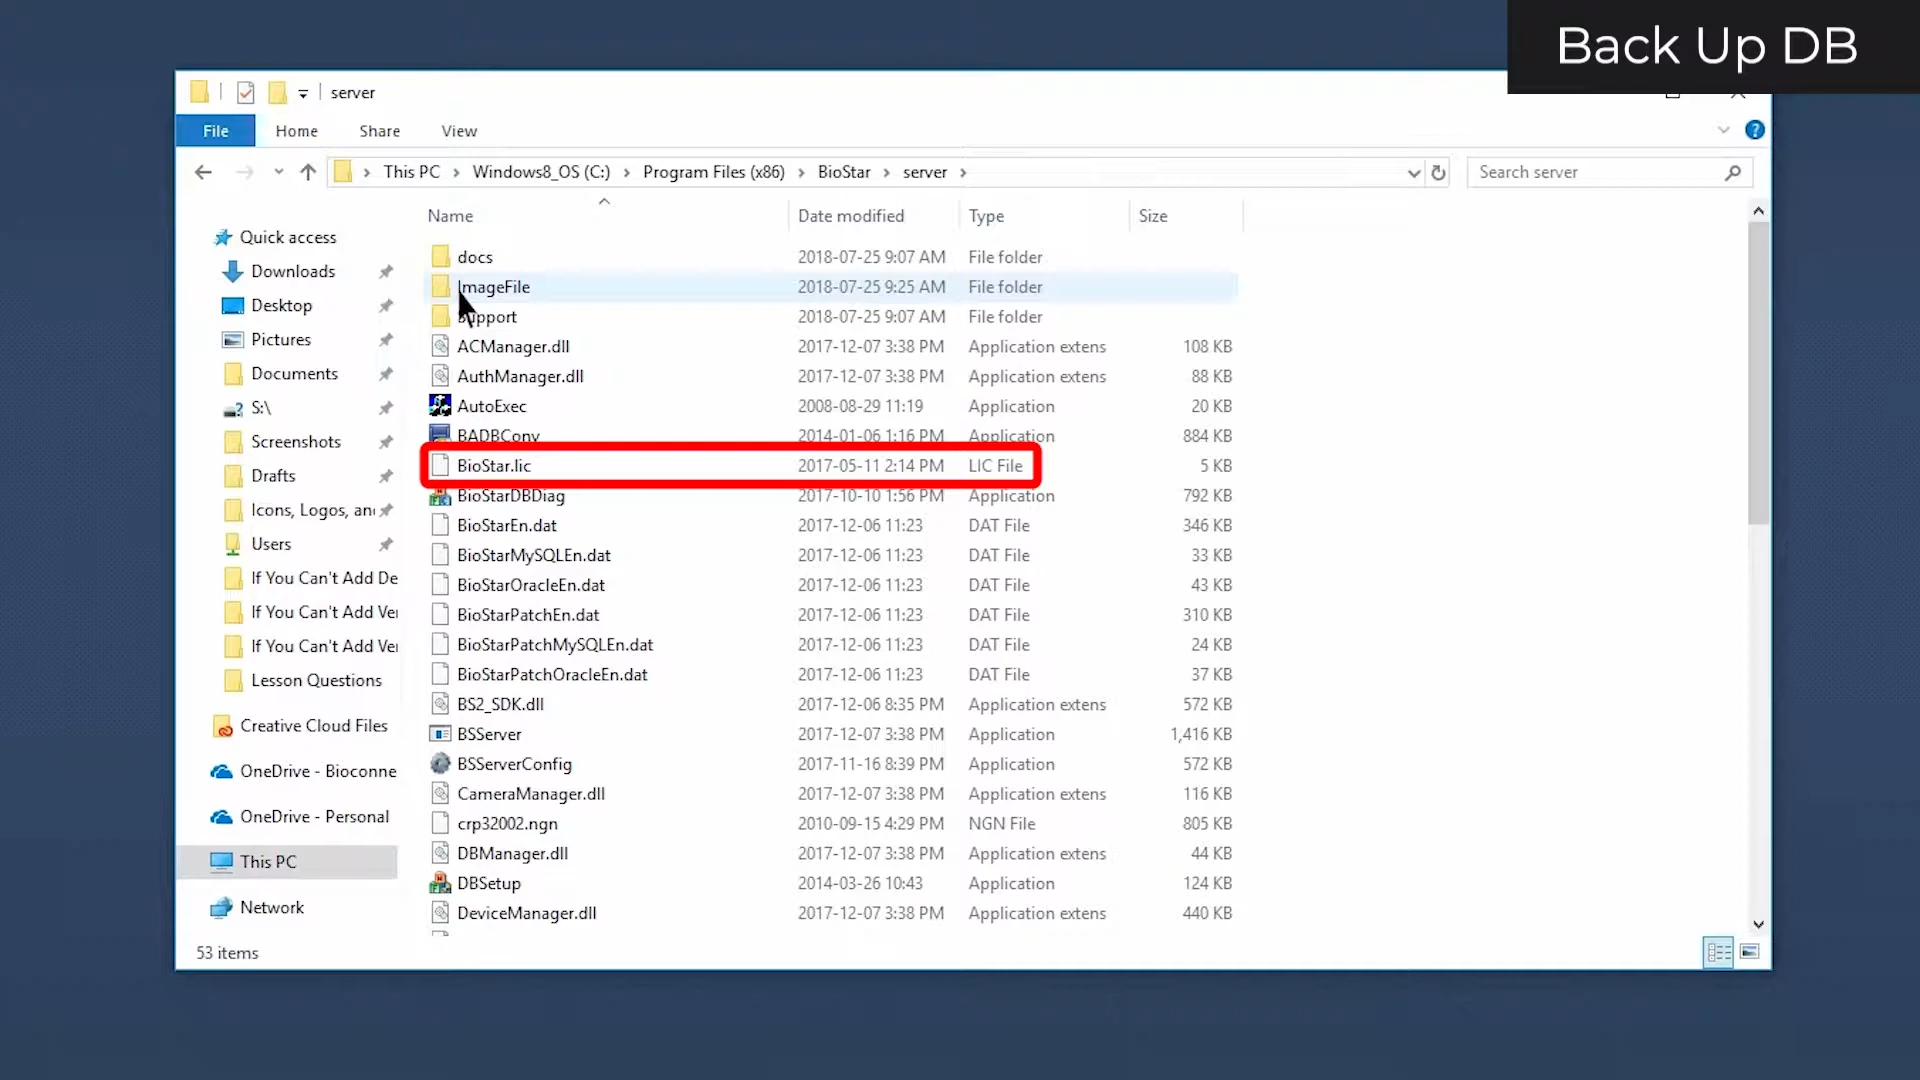 Back Up DB
server
File Home Share View
This PC Windows8_OS (C:) Program Files (x86) BioStar server
Search server
Name Date modified Type Size
Quick access
Downloads
Desktop
Pictures
Documents
S:\
Screenshots
Drafts
Icons, Logos, an
Users
If You Can't Add De
If You Can't Add Ve
If You Can't Add Ve
Lesson Questions
Creative Cloud Files
OneDrive - Bioconne
OneDrive - Personal
This PC
Network
docs 2018-07-25 9:07 AM File folder
ImageFile 2018-07-25 9:25 AM File folder
support 2018-07-25 9:07 AM File folder
ACManager.dll 2017-12-07 3:38 PM Application extens 108 KB
AuthManager.dll 2017-12-07 3:38 PM Application extens 88 KB
AutoExec 2008-08-29 11:19 Application 20 KB
BADBConv 2014-01-06 1:16 PM Application 884 KB
BioStar.lic 2017-05-11 2:14 PM LIC File 5 KB
BioStarDBDiag 2017-10-10 1:56 PM Application 792 KB
BioStarEn.dat 2017-12-06 11:23 DAT File 346 KB
BioStarMySQLEn.dat 2017-12-06 11:23 DAT File 33 KB
BioStarOracleEn.dat 2017-12-06 11:23 DAT File 43 KB
BioStarPatchEn.dat 2017-12-06 11:23 DAT File 310 KB
BioStarPatchMySQLEn.dat 2017-12-06 11:23 DAT File 24 KB
BioStarPatchOracleEn.dat 2017-12-06 11:23 DAT File 37 KB
BS2_SDK.dll 2017-12-06 8:35 PM Application extens 572 KB
BSServer 2017-12-07 3:38 PM Application 1,416 KB
BSServerConfig 2017-11-16 8:39 PM Application 572 KB
CameraManager.dll 2017-12-07 3:38 PM Application extens 116 KB
crp32002.ngn 2010-09-15 4:29 PM NGN File 805 KB
DBManager.dll 2017-12-07 3:38 PM Application extens 44 KB
DBSetup 2014-03-26 10:43 Application 124 KB
DeviceManager.dll 2017-12-07 3:38 PM Application extens 440 KB
53 items